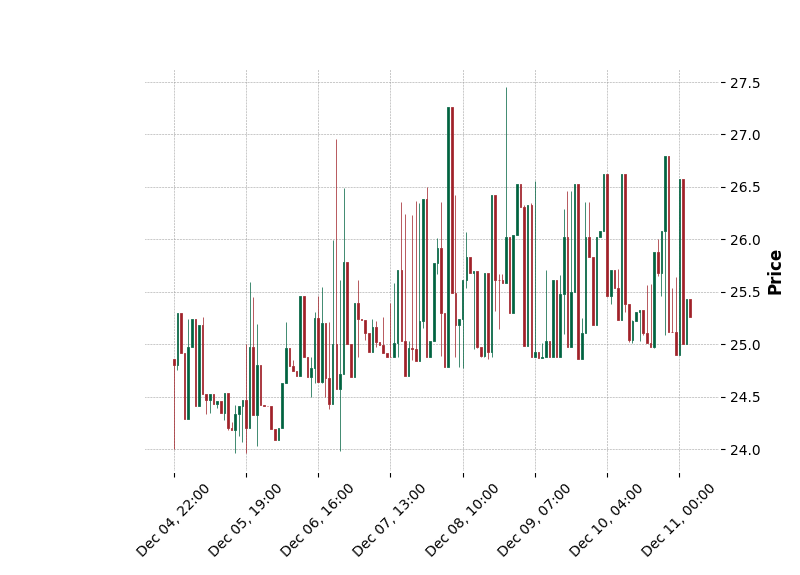 27.5
27.0
26.5
26.0
25.5
25.0
24.5
24.0
Price
Dec 04, 22:00
Dec 05, 19:00
Dec 06, 16:00
Dec 07, 13:00
Dec 08, 10:00
Dec 09, 07:00
Dec 10, 04:00
Dec 11, 00:00